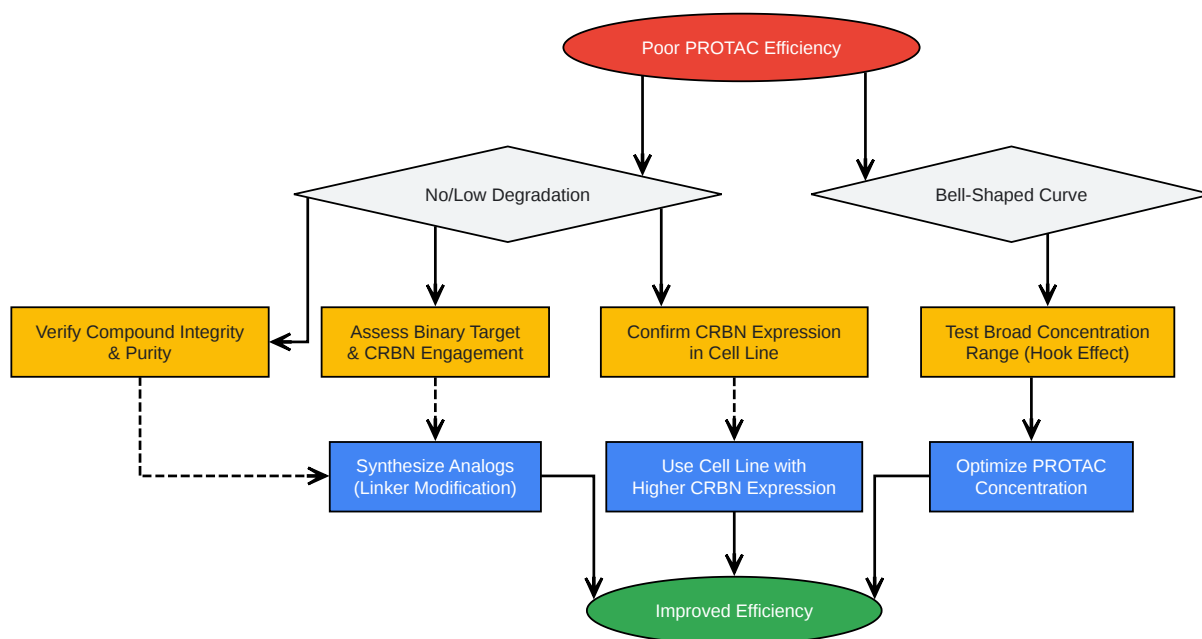 Poor PROTAC Efficiency
No/Low Degradation
Bell-Shaped Curve
Verify Compound Integrity
& Purity
Assess Binary Target
& CRBN Engagement
Confirm CRBN Expression
in Cell Line
Test Broad Concentration
Range (Hook Effect)
Synthesize Analogs
(Linker Modification)
Use Cell Line with
Higher CRBN Expression
Optimize PROTAC
Concentration
Improved Efficiency